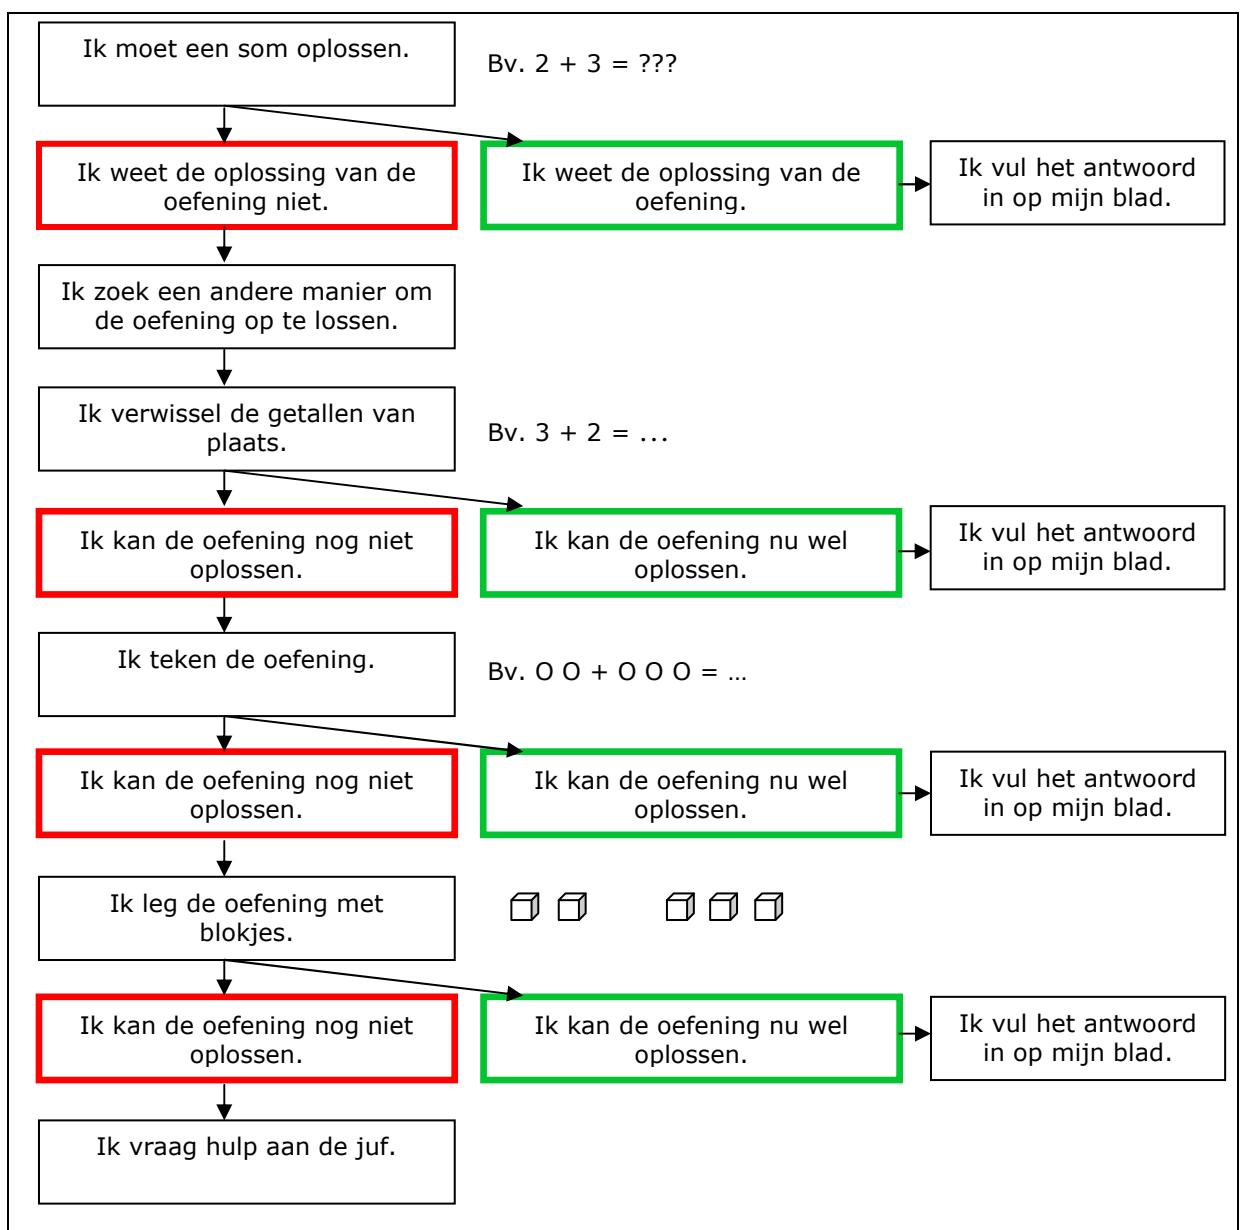 Ik moet een som oplossen.
Bv. 2 + 3 = ???
Ik weet de oplossing van de
oefening niet.
Ik weet de oplossing van de
oefening.
Ik vul het antwoord
in op mijn blad.
Ik zoek een andere manier om
de oefening op te lossen.
Ik verwissel de getallen van
plaats.
Bv. 3 + 2 = ...
Ik kan de oefening nog niet
oplossen.
Ik kan de oefening nu wel
oplossen.
Ik vul het antwoord
in op mijn blad.
Ik teken de oefening.
Bv. O O + O O O = …
Ik kan de oefening nog niet
oplossen.
Ik kan de oefening nu wel
oplossen.
Ik vul het antwoord
in op mijn blad.
Ik leg de oefening met
blokjes.
Ik kan de oefening nog niet
oplossen.
Ik kan de oefening nu wel
oplossen.
Ik vul het antwoord
in op mijn blad.
Ik vraag hulp aan de juf.